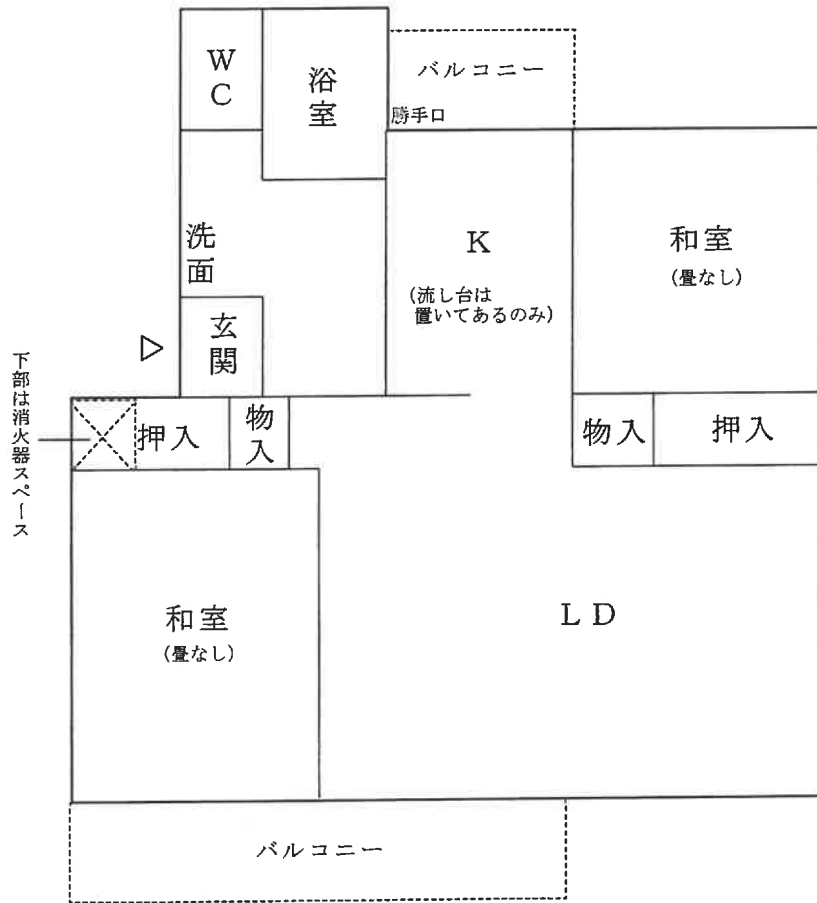 WC
浴室
バルコニー
勝手口
洗面
K
(流し台は
置いてあるのみ)
和室
(畳なし)
玄関
下部は消火器スペース
押入
物入
物入
押入
和室
(畳なし)
LD
バルコニー